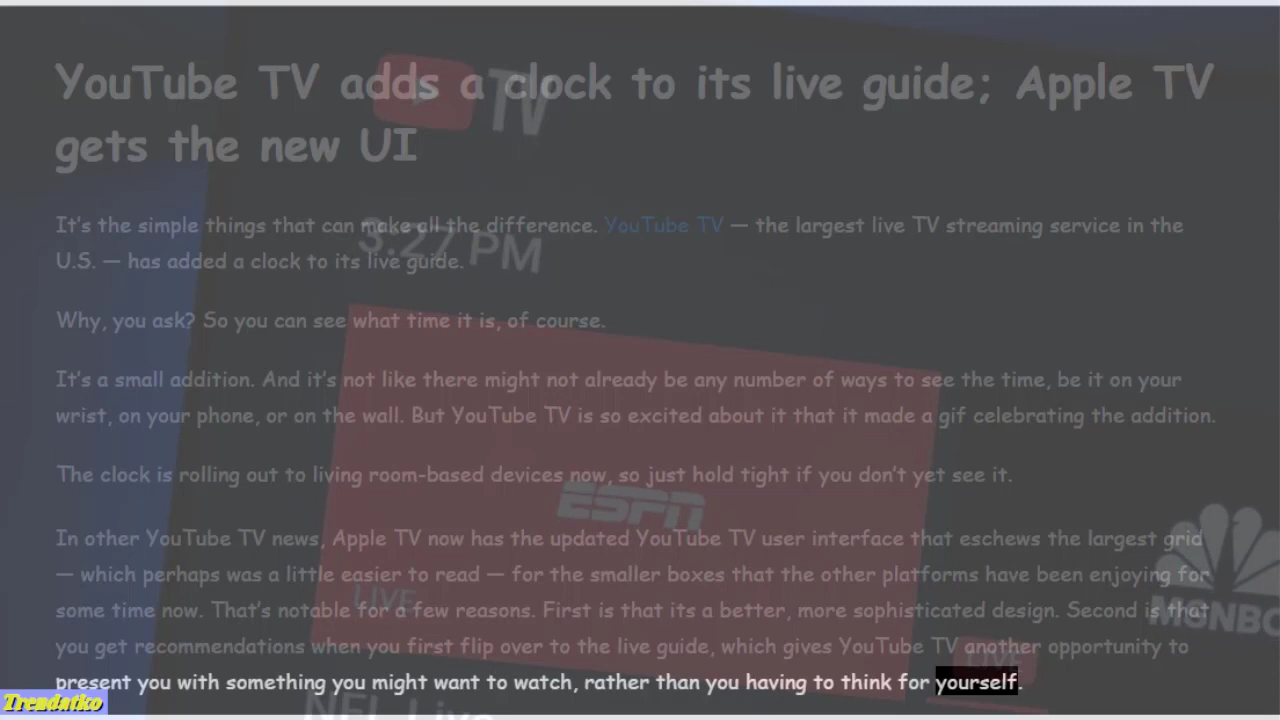 YouTube TV adds a clock to its live guide; Apple TV
gets the new UI
TV
It's the simple things that can make all the difference. YouTube TV — the largest live TV streaming service in the
U.S. — has added a clock to its live guide.
3:27 PM
Why, you ask? So you can see what time it is, of course.
It's a small addition. And it's not like there might not already be any number of ways to see the time, be it on your
wrist, on your phone, or on the wall. But YouTube TV is so excited about it that it made a gif celebrating the addition.
The clock is rolling out to living room-based devices now, so just hold tight if you don't yet see it.
ESPN
In other YouTube TV news, Apple TV now has the updated YouTube TV user interface that eschews the largest grid
— which perhaps was a little easier to read — for the smaller boxes that the other platforms have been enjoying for
some time now. That's notable for a few reasons. First is that its a better, more sophisticated design. Second is that
you get recommendations when you first flip over to the live guide, which gives YouTube TV another opportunity to
present you with something you might want to watch, rather than you having to think for yourself.
LIVE
MSNBC
LIVE
NFL Live
Trendatko